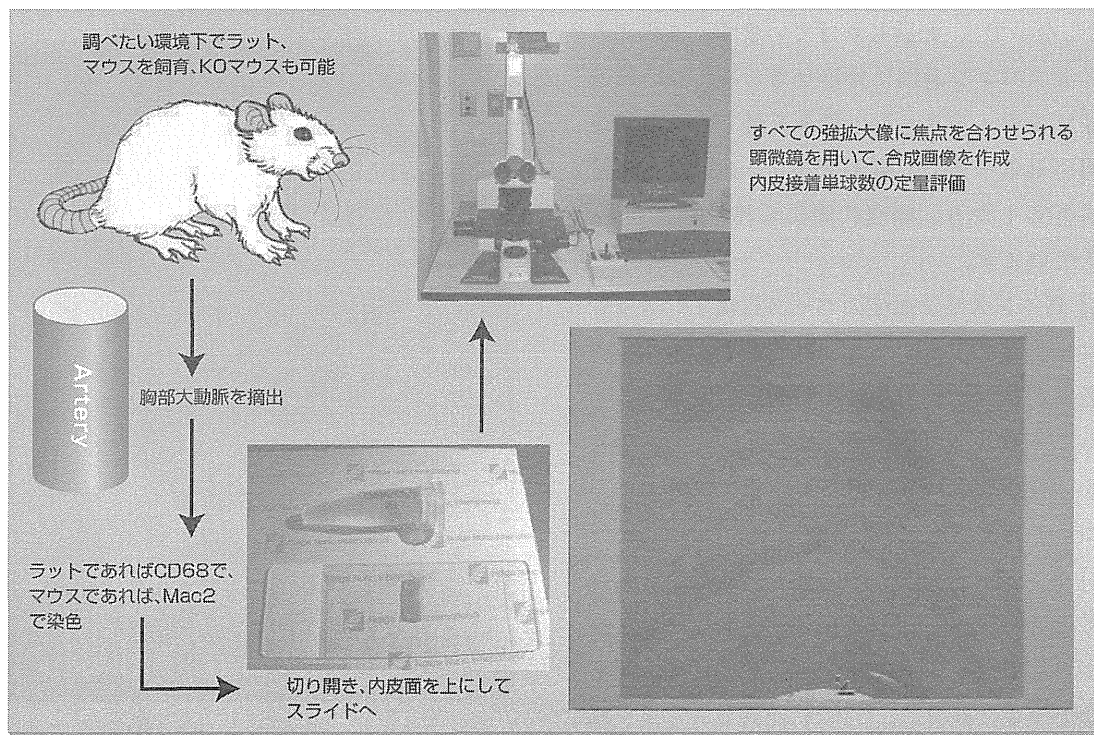 調べたい環境下でラット、
マウスを飼育、KOマウスも可能
Artery
胸部大動脈を摘出
ラットであればCD68で、
マウスであれば、Mac2
で染色
切り開き、内皮面を上にして
スライドへ
すべての強拡大像に焦点を合わせられる
顕微鏡を用いて、合成画像を作成
内皮接着単球数の定量評価